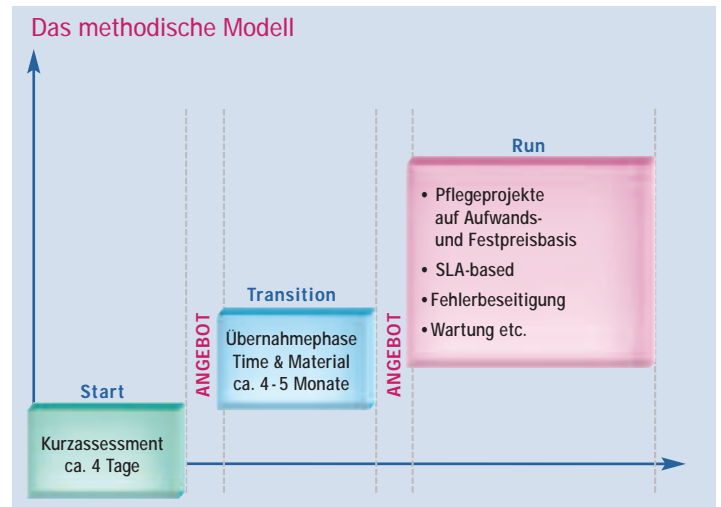 Das methodische Modell
Start
Kurzassessment
ca. 4 Tage
ANGEBOT
Transition
Übernahmephase
Time & Material
ca. 4-5 Monate
ANGEBOT
Run
• Pflegeprojekte
auf Aufwands-
und Festpreisbasis
• SLA-based
• Fehlerbeseitigung
• Wartung etc.